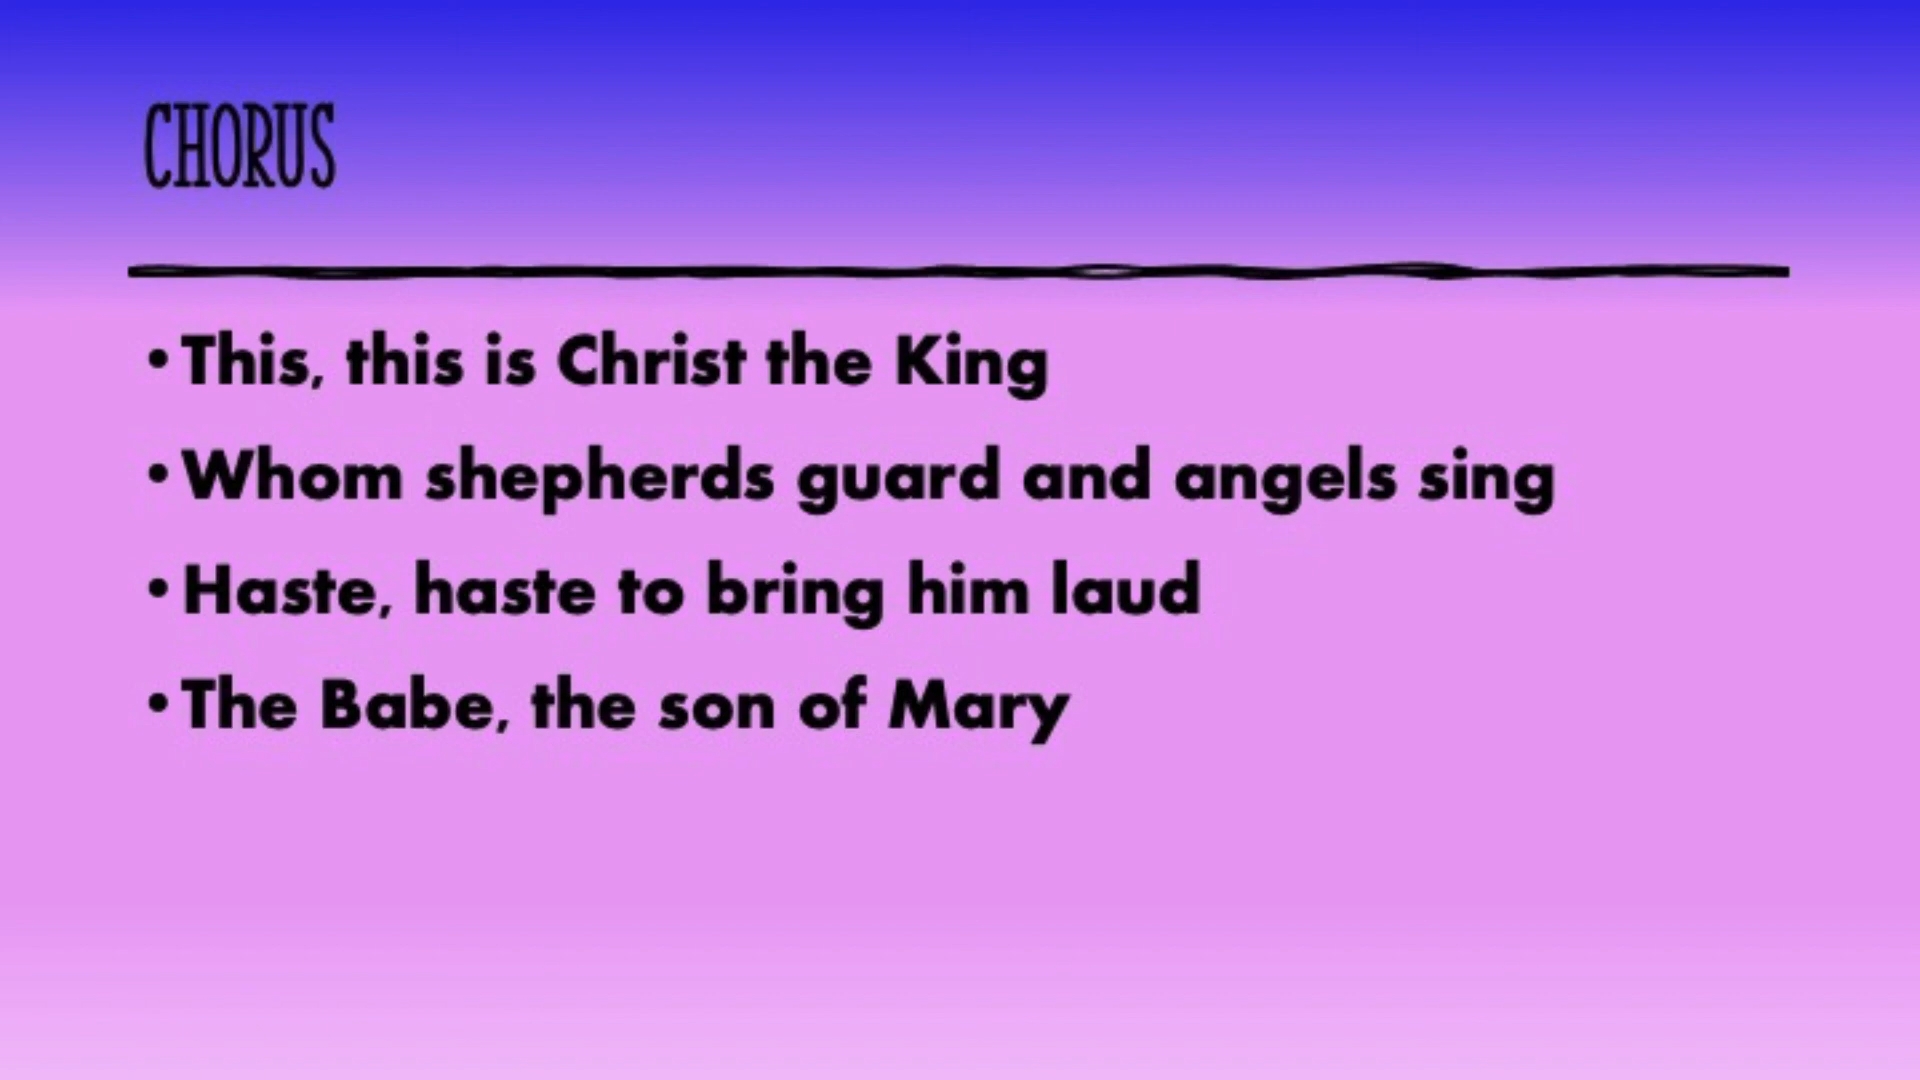 CHORUS
• This, this is Christ the King
• Whom shepherds guard and angels sing
• Haste, haste to bring him laud
• The Babe, the son of Mary